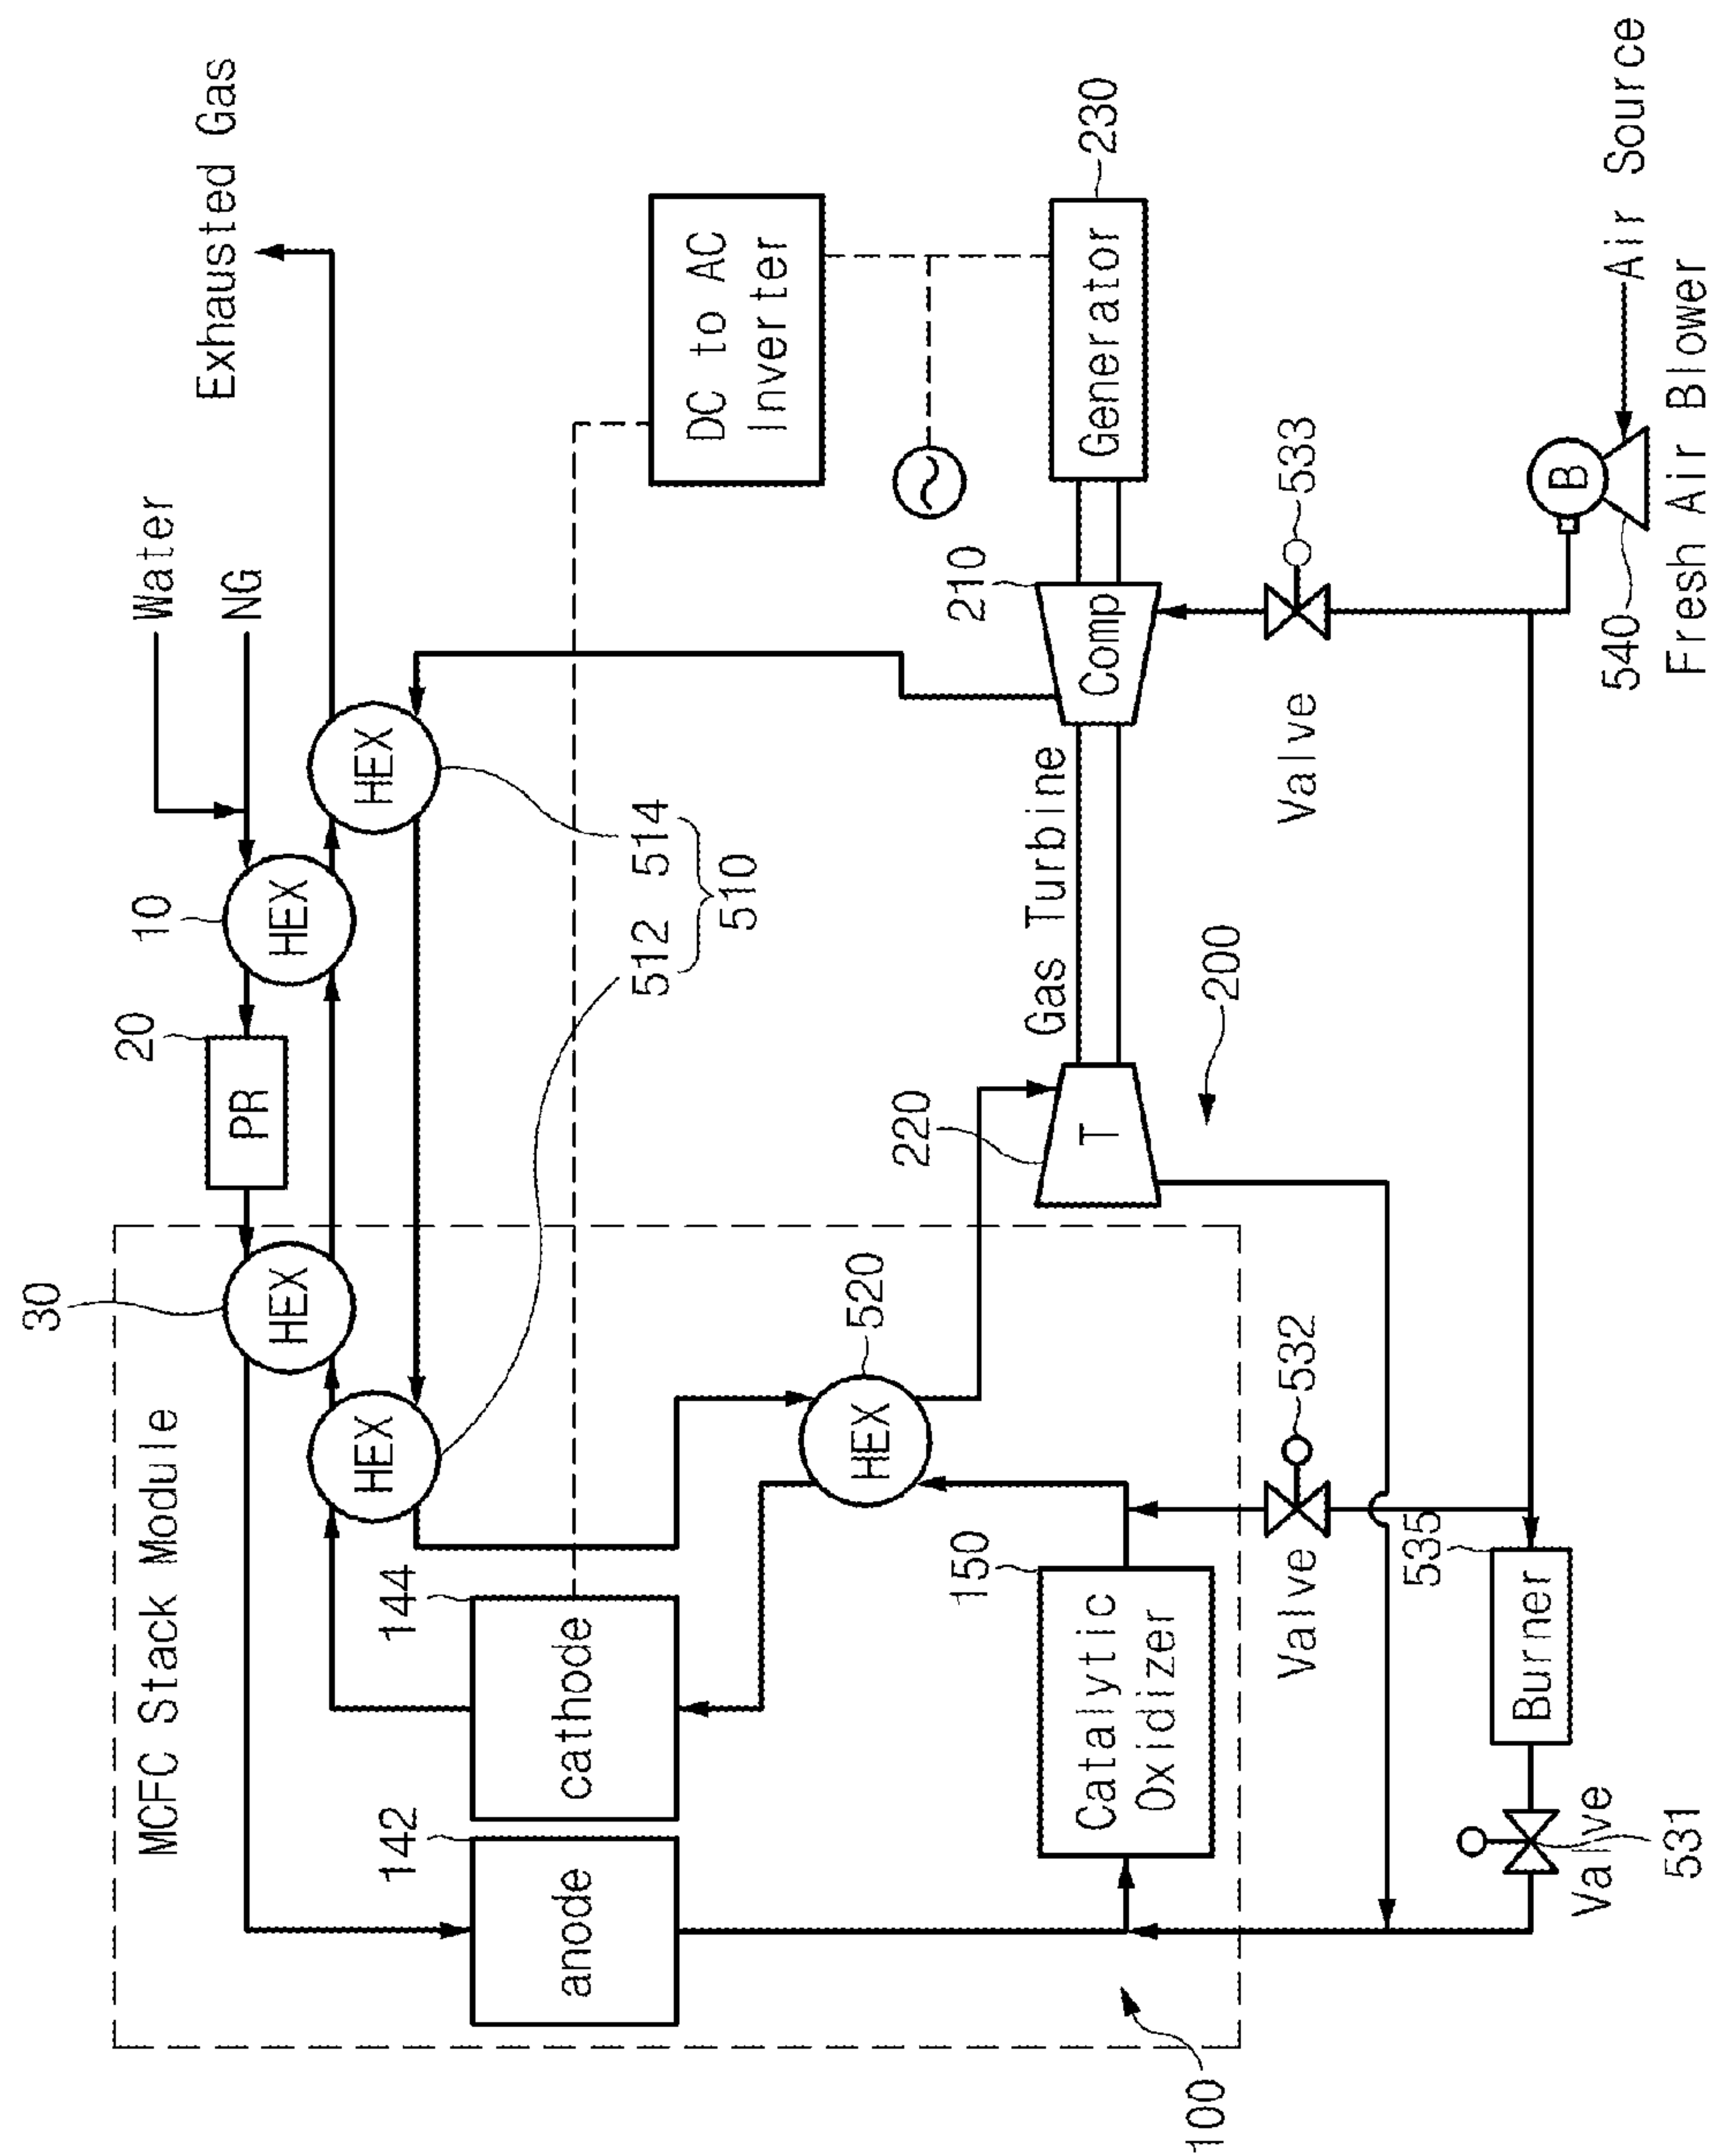 Water
NG
Exhausted Gas
10
20
30
PR
HEX
HEX
HEX
HEX
MCFC Stack Module
512 514
510
DC to AC
Inverter
142
144
anode
cathode
520
HEX
220
T
Gas Turbine
210
Comp
Generator
230
200
150
Catalytic
Oxidizer
100
Valve
532
Valve
533
535
Burner
Valve
531
B
540
Air Source
Fresh Air Blower